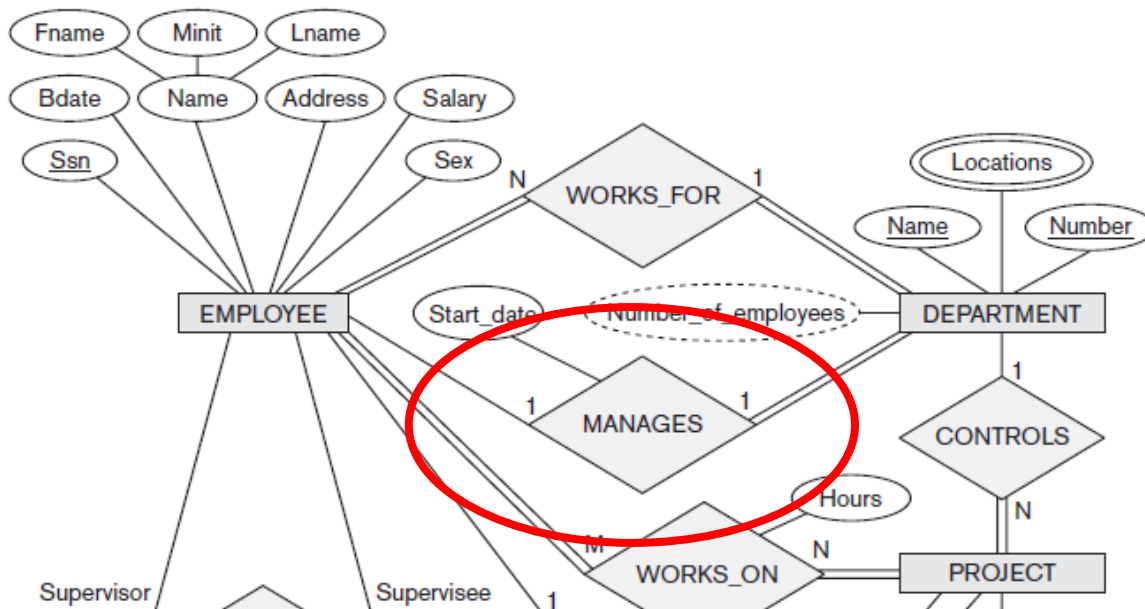 Fname
Minit
Lname
Bdate
Name
Address
Salary
Ssn
Sex
N
WORKS_FOR
1
Locations
Name
Number
EMPLOYEE
Start_date
Number_of_employees
DEPARTMENT
1
MANAGES
1
1
CONTROLS
Hours
N
M
WORKS_ON
N
PROJECT
Supervisor
Supervisee
1